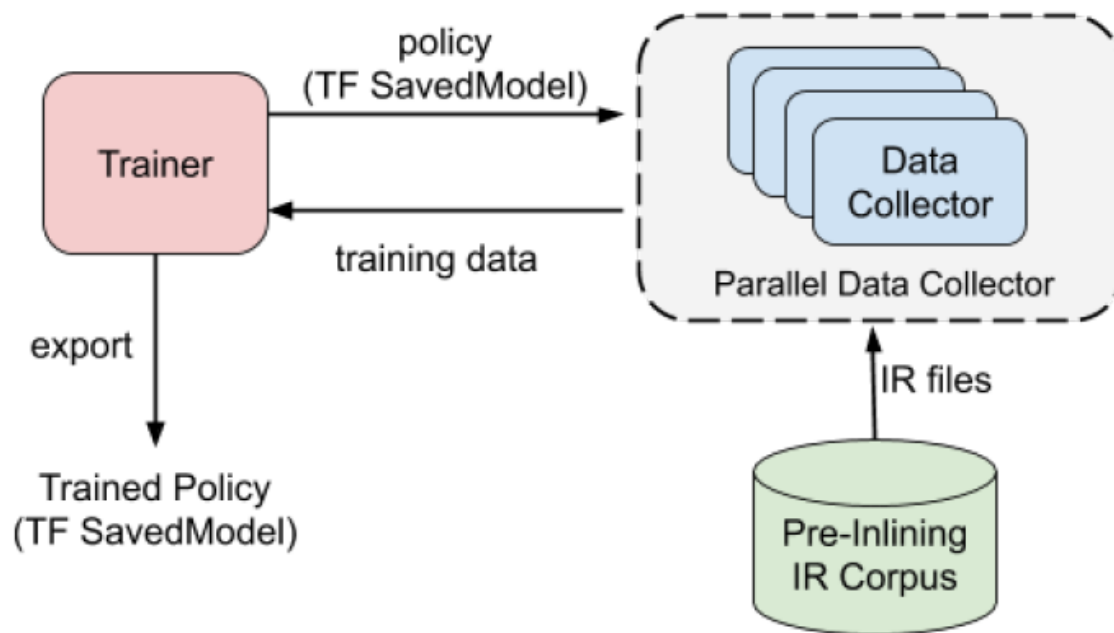 policy
(TF SavedModel)
Trainer
Data
Collector
training data
Parallel Data Collector
export
IR files
Trained Policy
(TF SavedModel)
Pre-Inlining
IR Corpus